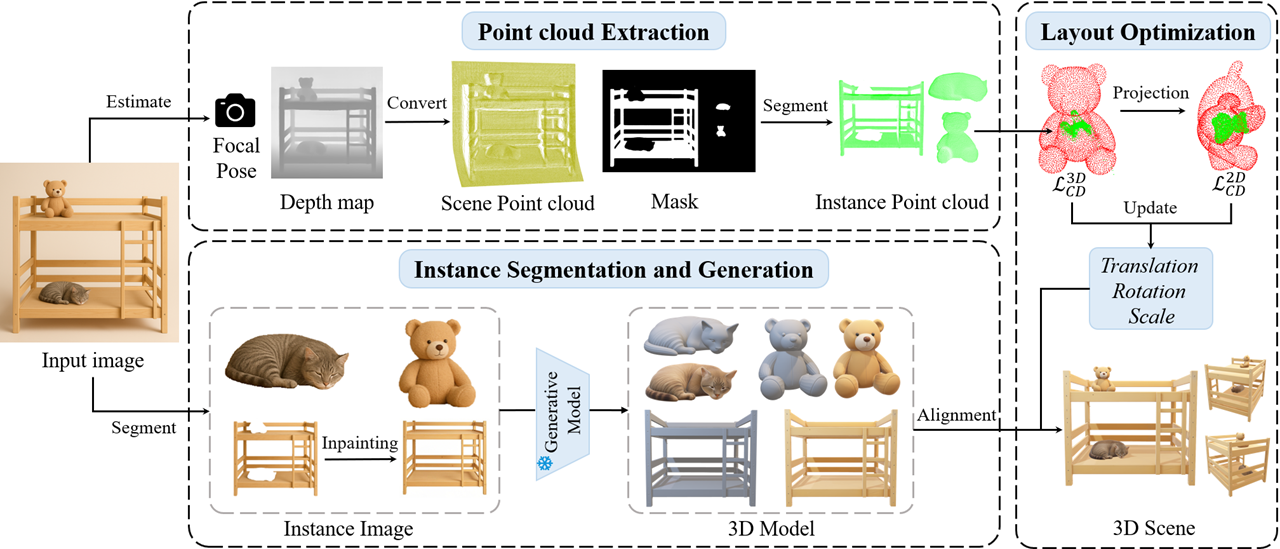 Point cloud Extraction
Estimate
Focal
Pose
Convert
Segment
Depth map
Scene Point cloud
Mask
Instance Point cloud
Layout Optimization
Projection
ℒ_{CD}^{3D}
ℒ_{CD}^{2D}
Update
Translation
Rotation
Scale
Input image
Segment
Instance Segmentation and Generation
Inpainting
Generative
Model
Alignment
Instance Image
3D Model
3D Scene